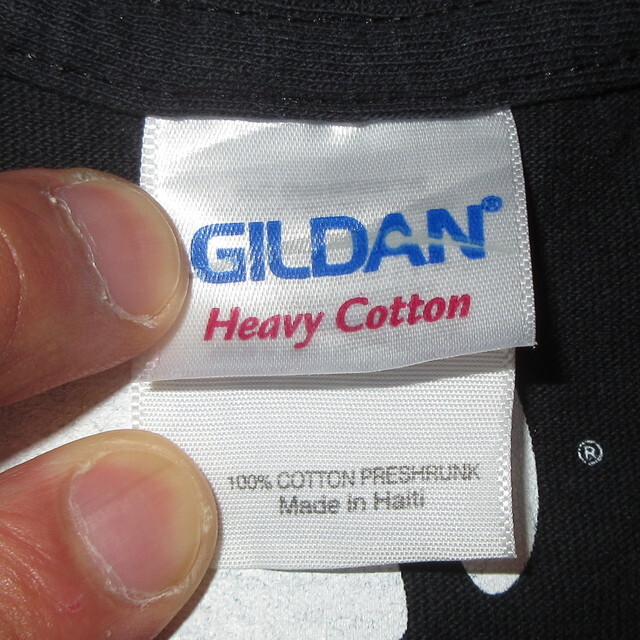 GILDAN®
Heavy Cotton
100% COTTON PRESHRUNK
Made in Haiti
®